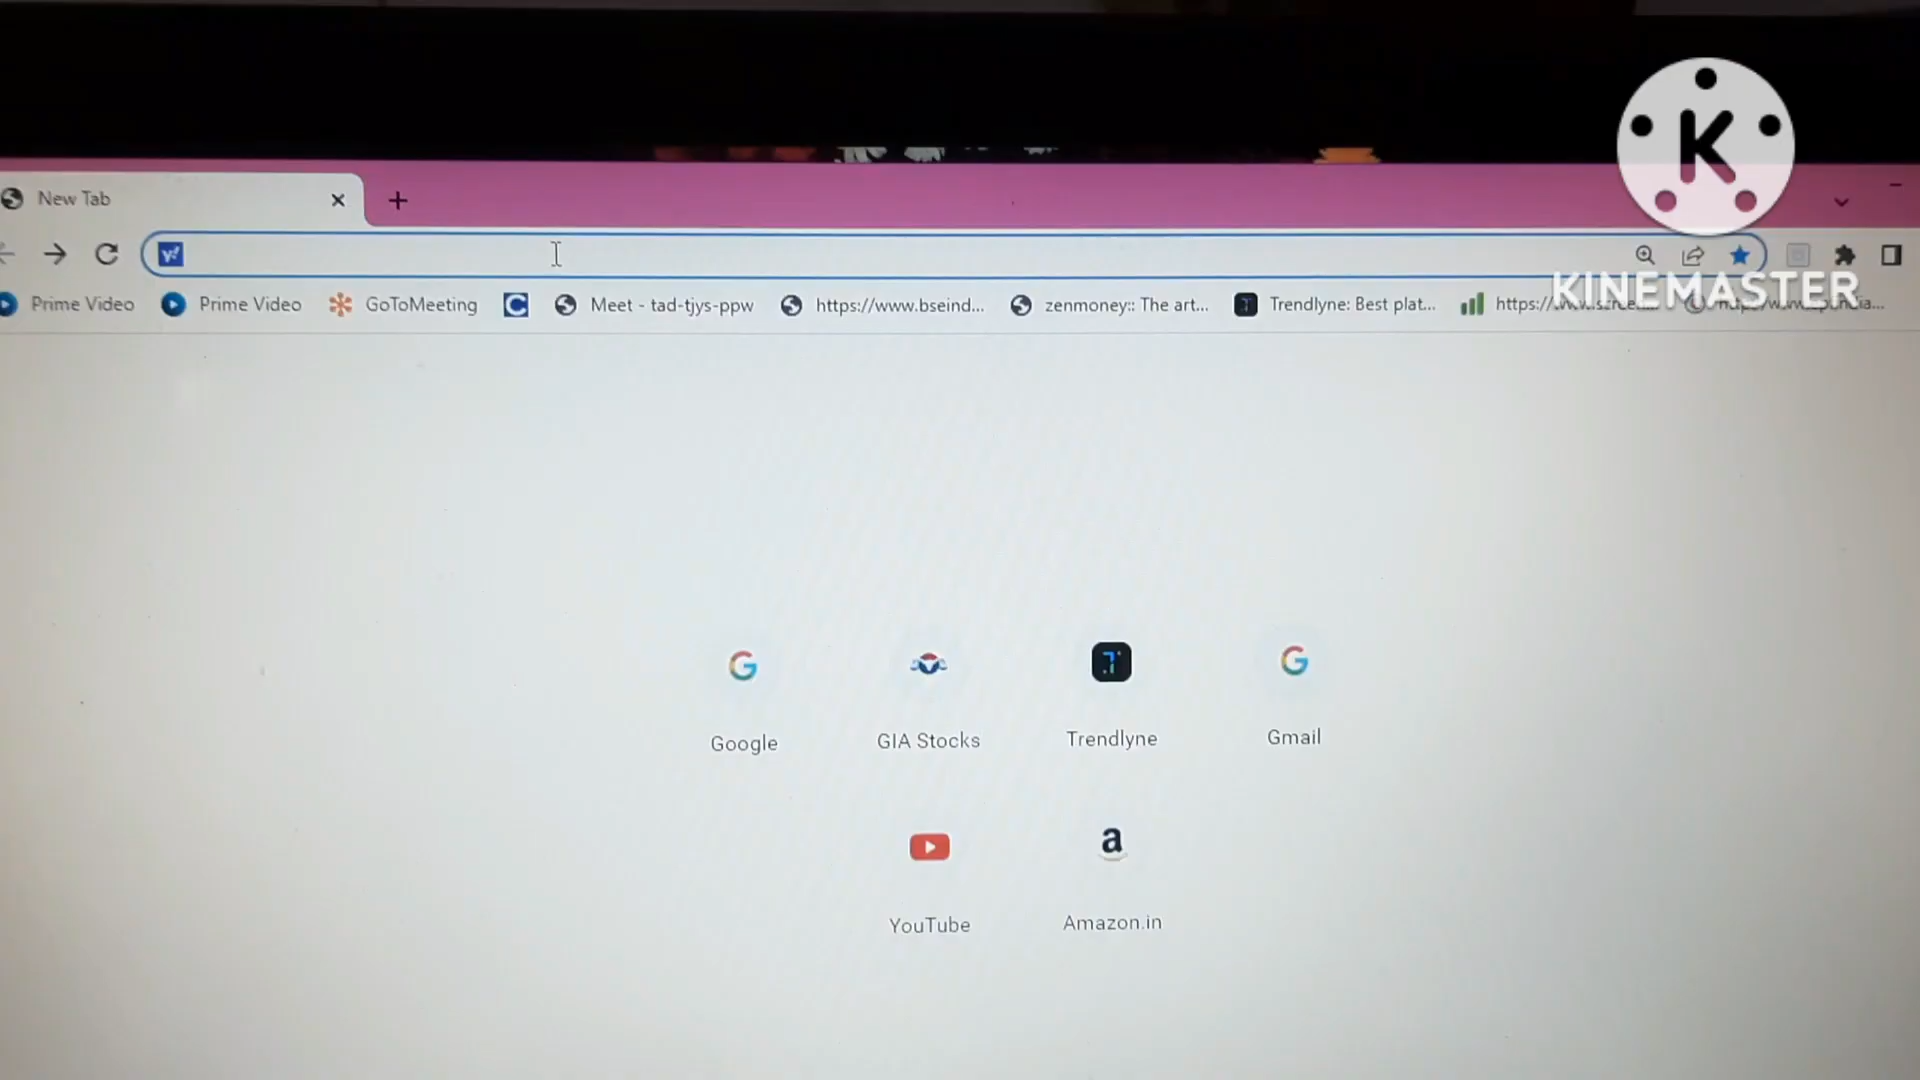 K
KINEMASTER
New Tab
Prime Video
Prime Video
GoToMeeting
C
Meet - tad-tjys-ppw
https://www.bseind...
zenmoney:: The art...
Trendlyne: Best plat...
Google
GIA Stocks
Trendlyne
Gmail
YouTube
Amazon.in